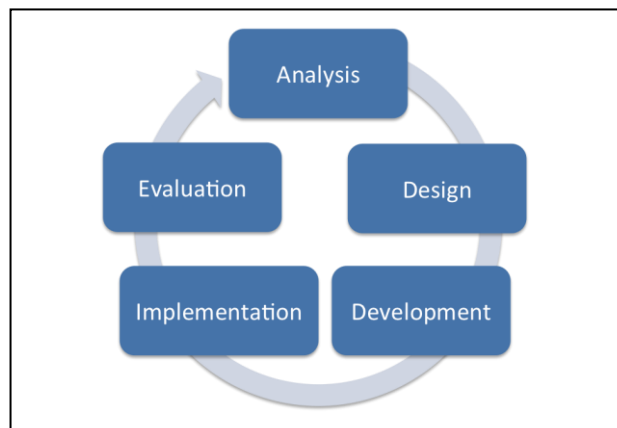 Analysis
Design
Development
Implementation
Evaluation